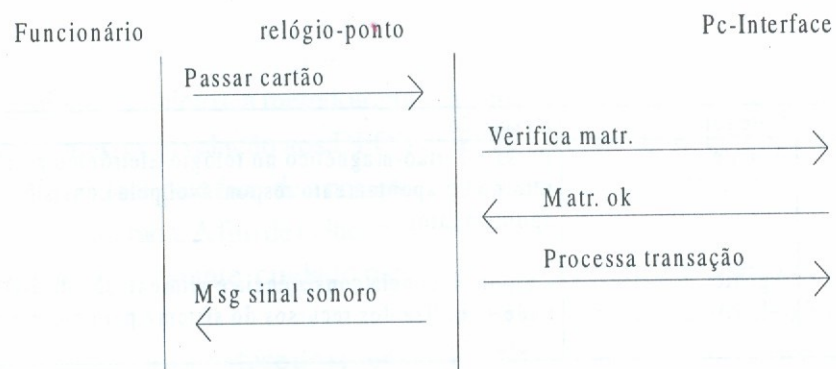 Funcionário
relógio-ponto
Pc-Interface
Passar cartão
Verifica matr.
Matr. ok
Processa transação
Msg sinal sonoro